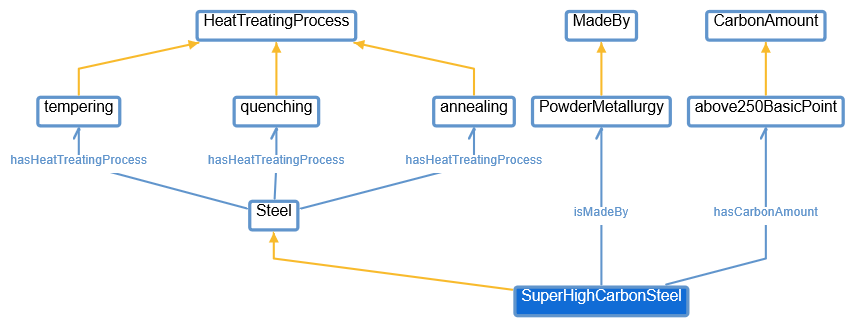 HeatTreatingProcess
MadeBy
CarbonAmount
tempering
quenching
annealing
PowderMetallurgy
above250BasicPoint
hasHeatTreatingProcess
hasHeatTreatingProcess
hasHeatTreatingProcess
Steel
isMadeBy
hasCarbonAmount
SuperHighCarbonSteel